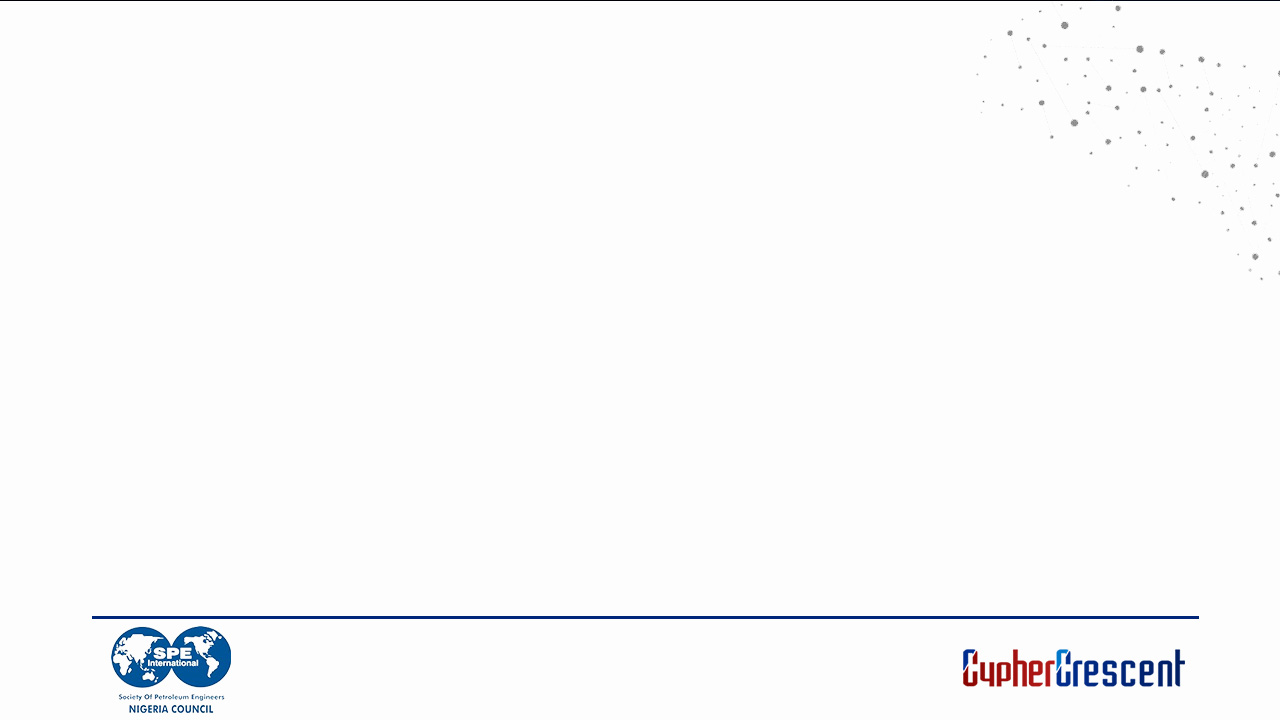 SPE
International
Society Of Petroleum Engineers
NIGERIA COUNCIL
CypherCrescent